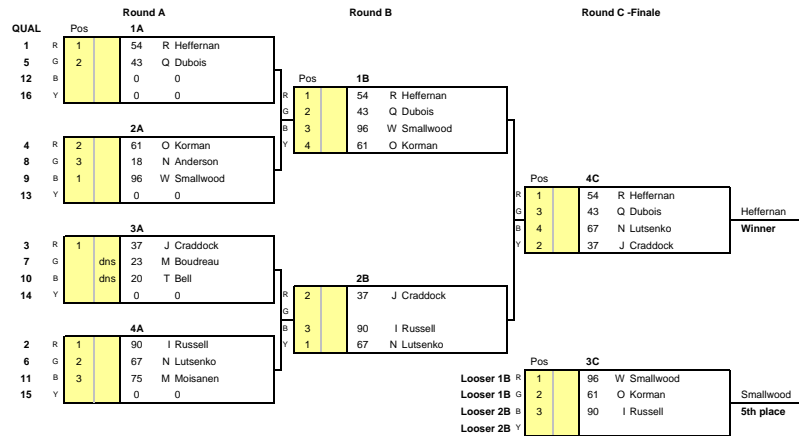 Round A Round B Round C -Finale
QUAL Pos 1A
1 R 1 54 R Heffernan
5 G 2 43 Q Dubois
12 B 0 0
16 Y 0 0
2A
4 R 2 61 O Korman
8 G 3 18 N Anderson
9 B 1 96 W Smallwood
13 Y 0 0
3A
3 R 1 37 J Craddock
7 G dns 23 M Boudreau
10 B dns 20 T Bell
14 Y 0 0
4A
2 R 1 90 I Russell
6 G 2 67 N Lutsenko
11 B 3 75 M Moisanen
15 Y 0 0
Pos 1B
R 1 54 R Heffernan
G 2 43 Q Dubois
B 3 96 W Smallwood
Y 4 61 O Korman
2B
R 2 37 J Craddock
G
B 3 90 I Russell
Y 1 67 N Lutsenko
Pos 4C
R 1 54 R Heffernan
G 3 43 Q Dubois Heffernan
B 4 67 N Lutsenko Winner
Y 2 37 J Craddock
Pos 3C
Looser 1B R 1 96 W Smallwood
Looser 1B G 2 61 O Korman Smallwood
Looser 2B B 3 90 I Russell 5th place
Looser 2B Y